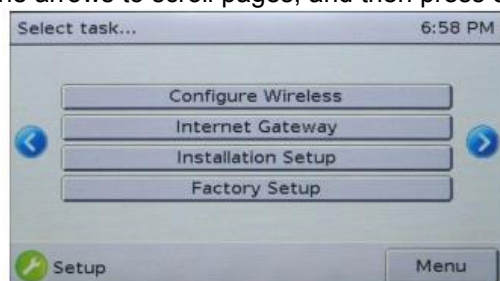 Select task...
6:58 PM
Configure Wireless
Internet Gateway
Installation Setup
Factory Setup
Setup
Menu